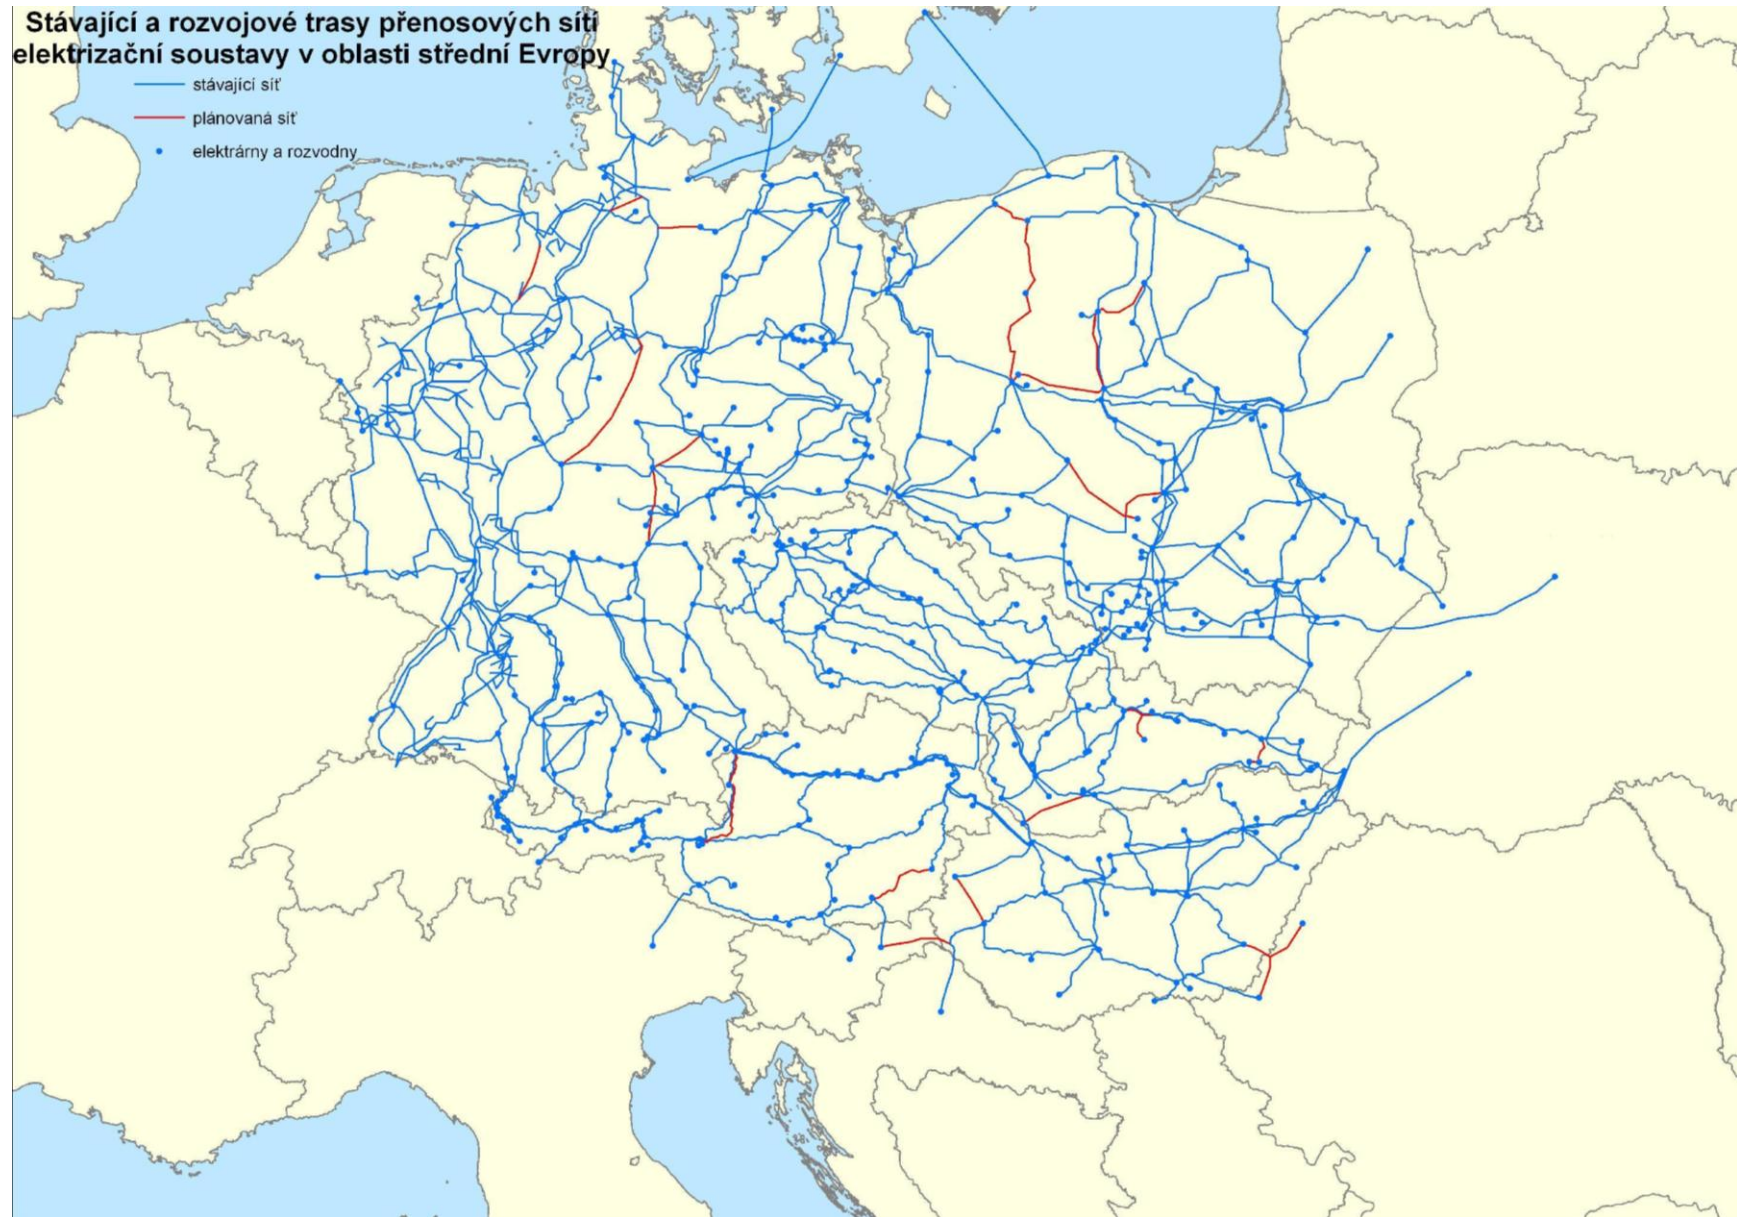 Stávající a rozvojové trasy přenosových sítí
elektrizační soustavy v oblasti střední Evropy
stávající síť
plánovaná síť
elektrárny a rozvodny